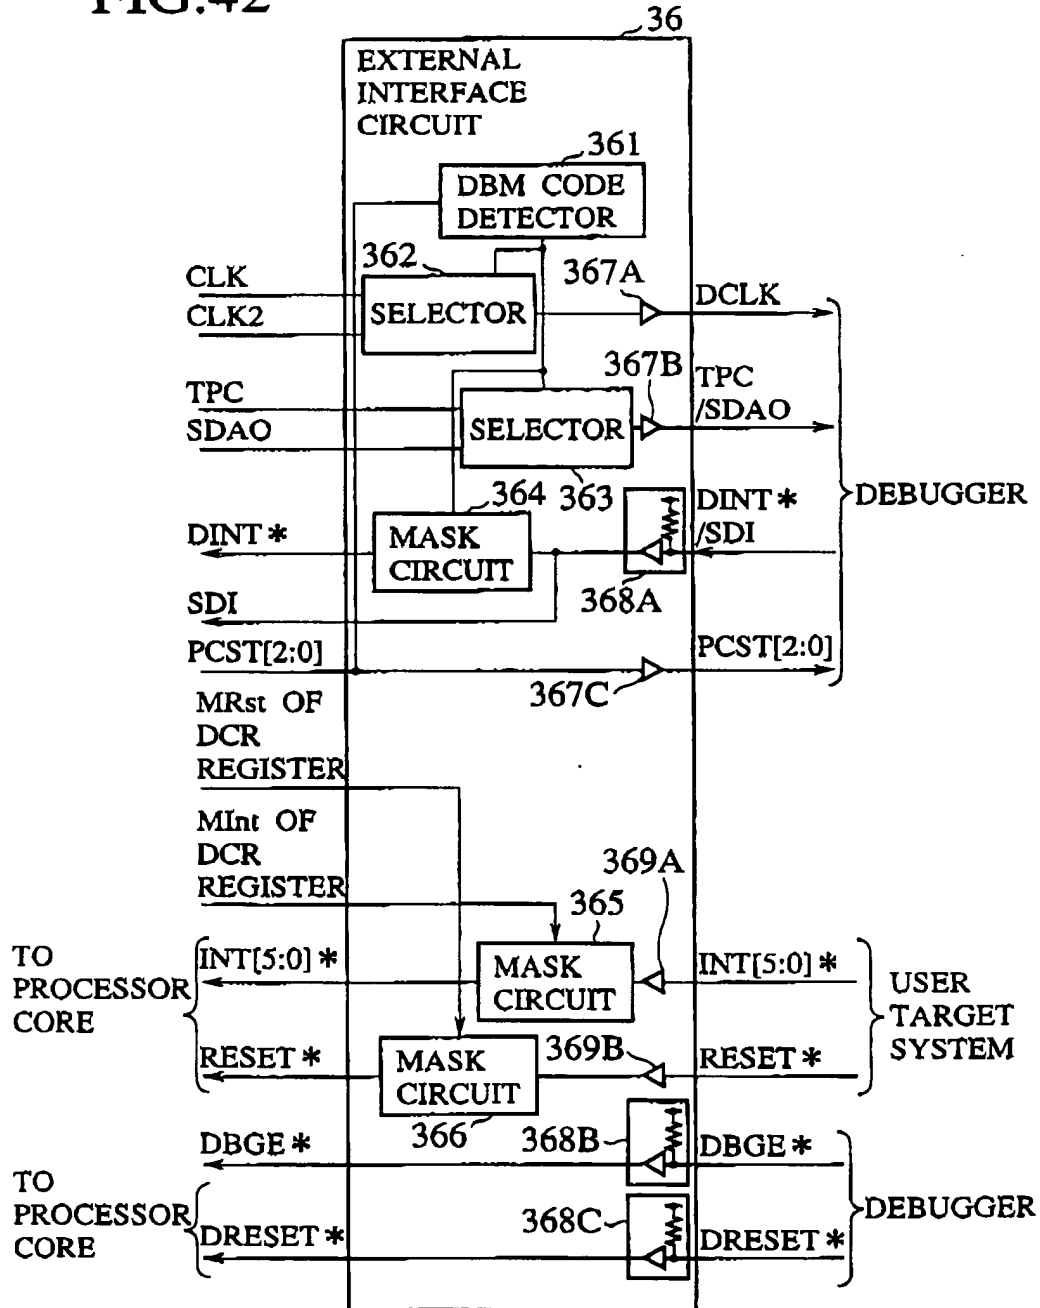 FIG.42
36
EXTERNAL
INTERFACE
CIRCUIT
361
DBM CODE
DETECTOR
362
367A
CLK
CLK2
SELECTOR
DCLK
367B
TPC
SDAO
SELECTOR
TPC
/SDAO
363
364
DEBUGGER
DINT*
MASK
CIRCUIT
DINT*
/SDI
368A
SDI
PCST[2:0]
PCST[2:0]
367C
MRst OF
DCR
REGISTER
MInt OF
DCR
REGISTER
369A
365
TO
PROCESSOR
CORE
INT[5:0]*
MASK
CIRCUIT
INT[5:0]*
USER
TARGET
SYSTEM
RESET*
MASK
CIRCUIT
369B
RESET*
366
DBGE*
368B
DBGE*
TO
PROCESSOR
CORE
DRESET*
368C
DRESET*
DEBUGGER